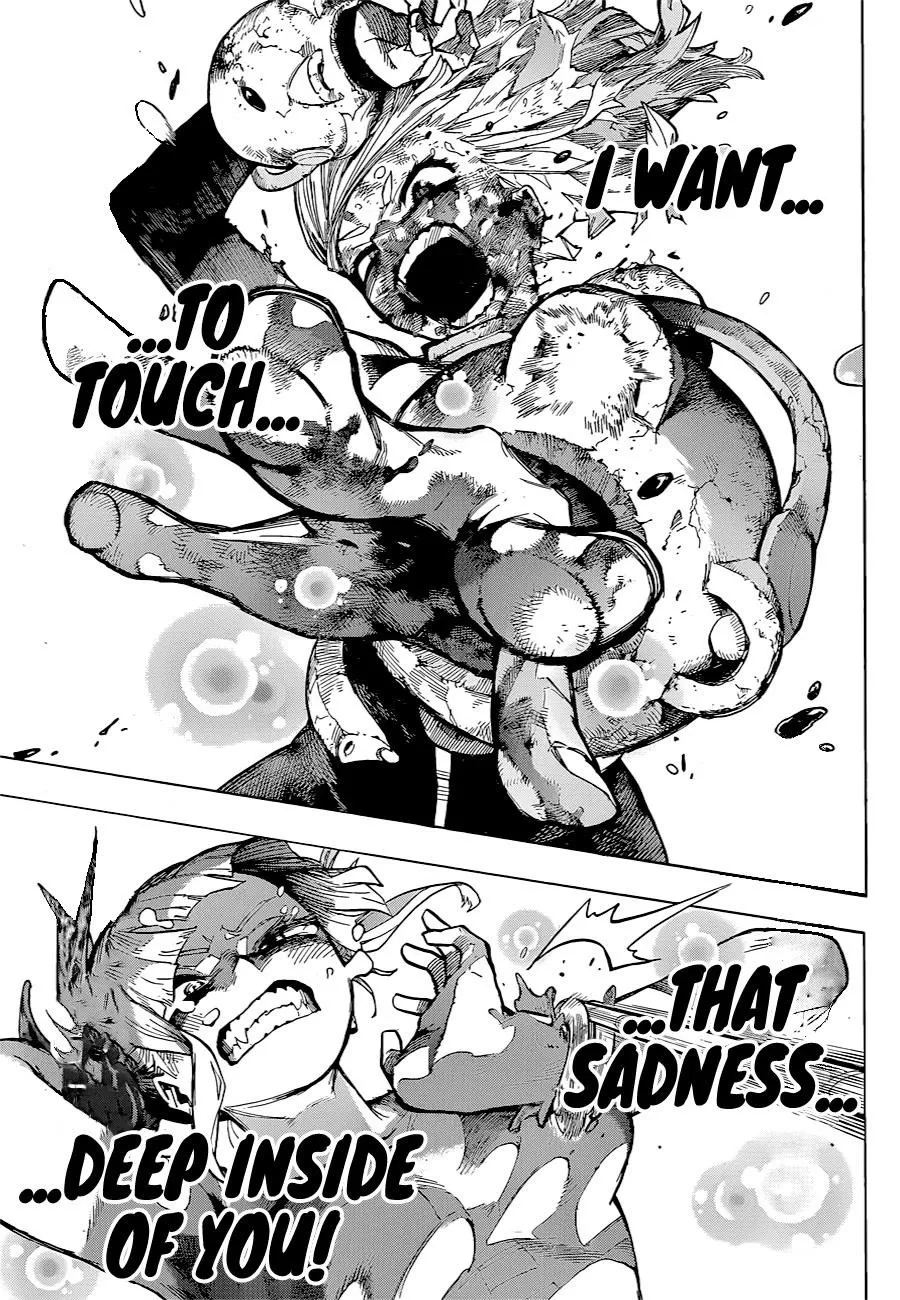 I WANT...
...TO
TOUCH...
...THAT
SADNESS...
...DEEP INSIDE
OF YOU!